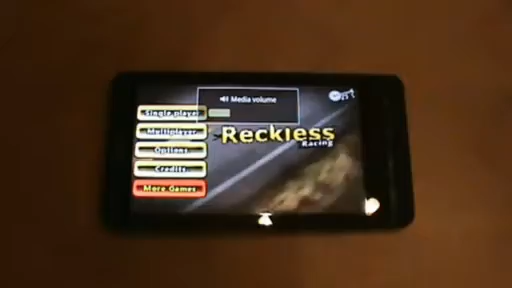 Media volume
Single player
Multiplayer
Reckless
Racing
Options
Credits
More Games